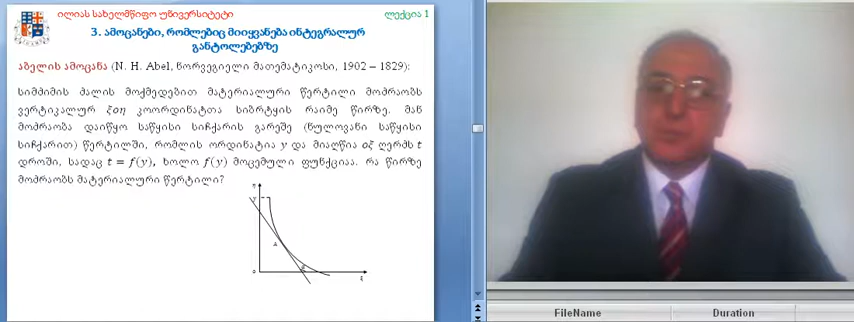 ილიას სახელმწიფო უნივერსიტეტი
ლექცია 1
3. ამოცანები, რომლებიც მიიყვანება ინტეგრალურ
განტოლებებზე
აბელის ამოცანა (N. H. Abel, ნორვეგიელი მათემატიკოსი, 1902 – 1829):
სიმძიმის ძალის მოქმედებით მატერიალური წერტილი მოძრაობს
ვერტიკალურ ξoη კოორდინატთა სიბრტყის რაიმე წირზე. მან
მოძრაობა დაიწყო საწყისი სიჩქარის გარეშე (ნულოვანი საწყისი
სიჩქარით) წერტილში, რომლის ორდინატია y და მიაღწია oξ ღერძს t
დროში, სადაც t = f(y), ხოლო f(y) მოცემული ფუნქციაა. რა წირზე
მოძრაობს მატერიალური წერტილი?
η
y
A
0
ξ
FileName
Duration